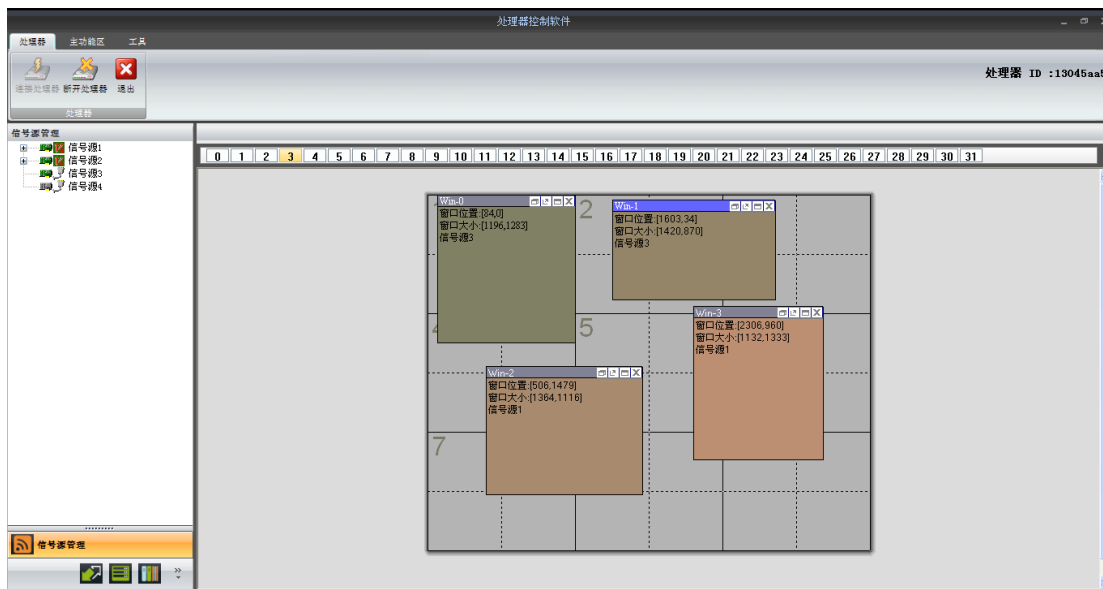 处理器控制软件
处理器 主功能区 工具
连接处理器 断开处理器 退出
处理器 ID :13045aa5
处理器
信号源管理
信号源1
信号源2
信号源3
信号源4
0 1 2 3 4 5 6 7 8 9 10 11 12 13 14 15 16 17 18 19 20 21 22 23 24 25 26 27 28 29 30 31
Win-0
窗口位置:[84,0]
窗口大小:[1196,1283]
信号源3
2
Win-1
窗口位置:[1603,34]
窗口大小:[1420,870]
信号源3
4
5
Win-3
窗口位置:[2306,960]
窗口大小:[1132,1333]
信号源1
Win-2
窗口位置:[506,1479]
窗口大小:[1364,1116]
信号源1
7
信号源管理